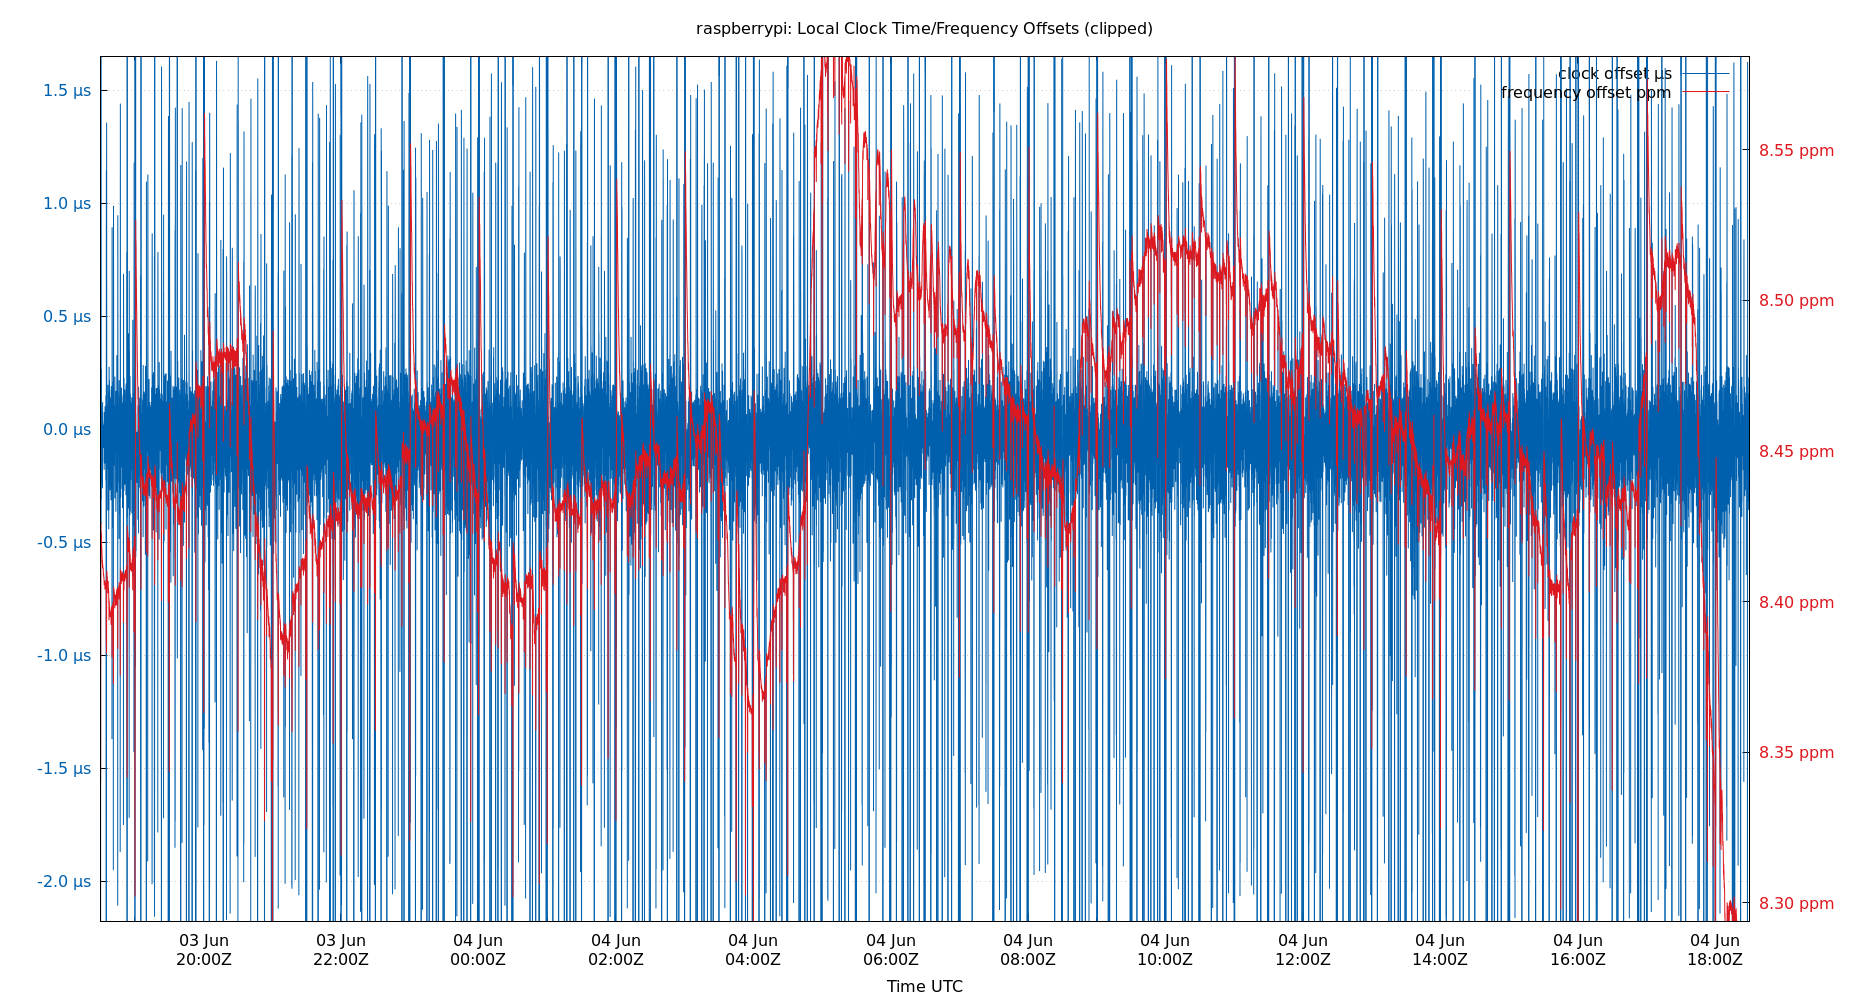 raspberrypi: Local Clock Time/Frequency Offsets (clipped)
clock offset µs
frequency offset ppm
1.5 µs
1.0 µs
0.5 µs
0.0 µs
-0.5 µs
-1.0 µs
-1.5 µs
-2.0 µs
8.55 ppm
8.50 ppm
8.45 ppm
8.40 ppm
8.35 ppm
8.30 ppm
03 Jun 03 Jun 04 Jun 04 Jun 04 Jun 04 Jun 04 Jun 04 Jun 04 Jun 04 Jun 04 Jun 04 Jun
20:00Z 22:00Z 00:00Z 02:00Z 04:00Z 06:00Z 08:00Z 10:00Z 12:00Z 14:00Z 16:00Z 18:00Z
Time UTC